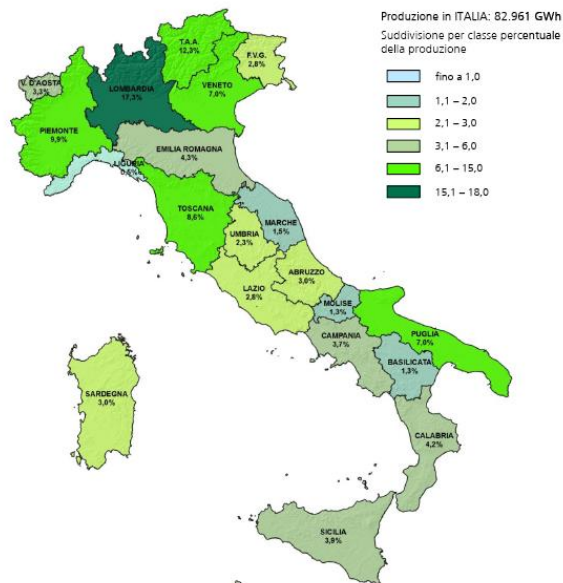 Produzione in ITALIA: 82.961 GWh
Suddivisione per classe percentuale
della produzione
fino a 1,0
1,1 – 2,0
2,1 – 3,0
3,1 – 6,0
6,1 – 15,0
15,1 – 18,0
T.A.A.
12,3%
F.V.G.
2,8%
V. D'AOSTA
3,3%
LOMBARDIA
17,3%
VENETO
7,0%
PIEMONTE
9,9%
EMILIA ROMAGNA
4,3%
LIGURIA
TOSCANA
8,6%
MARCHE
1,5%
UMBRIA
2,3%
ABRUZZO
3,0%
LAZIO
2,8%
MOLISE
1,3%
PUGLIA
7,0%
CAMPANIA
3,7%
BASILICATA
1,3%
SARDEGNA
3,0%
CALABRIA
4,2%
SICILIA
3,9%